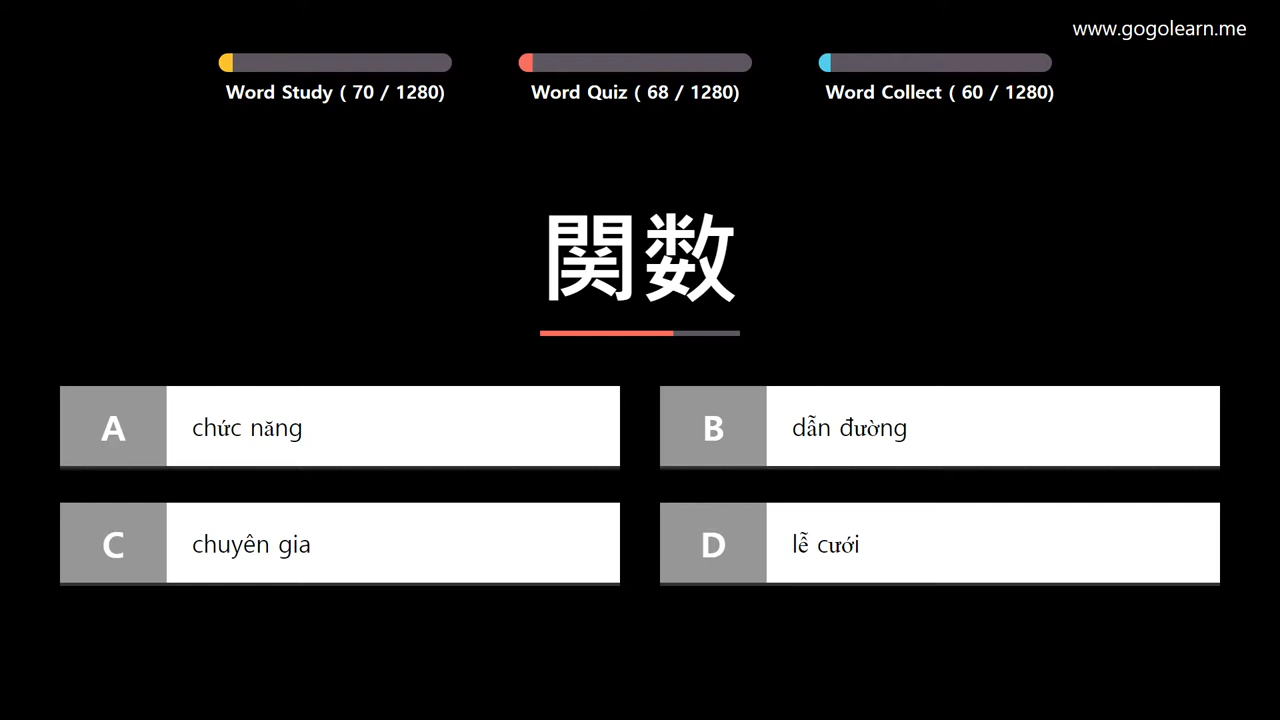 www.gogolearn.me
Word Study ( 70 / 1280)
Word Quiz ( 68 / 1280)
Word Collect ( 60 / 1280)
関数
A chức năng
B dẫn đường
C chuyên gia
D lễ cưới